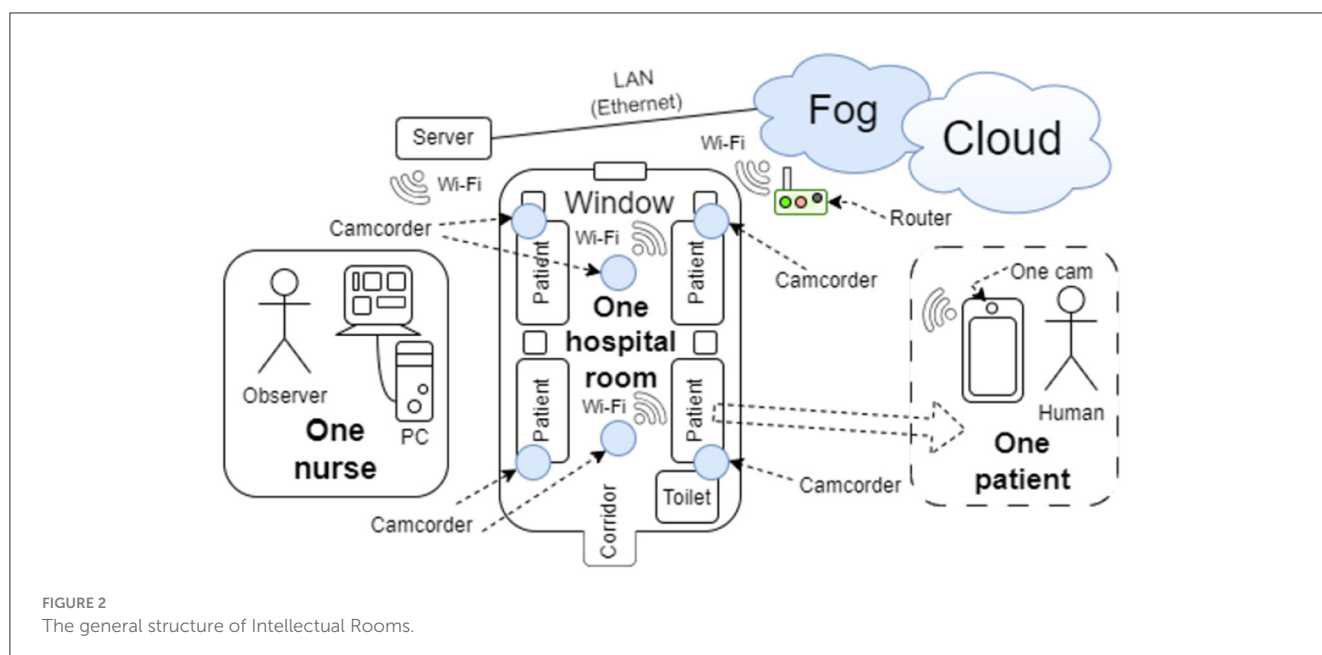 LAN
(Ethernet)
Fog
Cloud
Server
Wi-Fi
Wi-Fi
Router
Window
Camcorder
Wi-Fi
Camcorder
Patient
Patient
One cam
One
hospital
room
Observer
PC
One
nurse
Patient
Wi-Fi
Patient
Human
One
patient
Camcorder
Camcorder
Toilet
Corridor
FIGURE 2
The general structure of Intellectual Rooms.